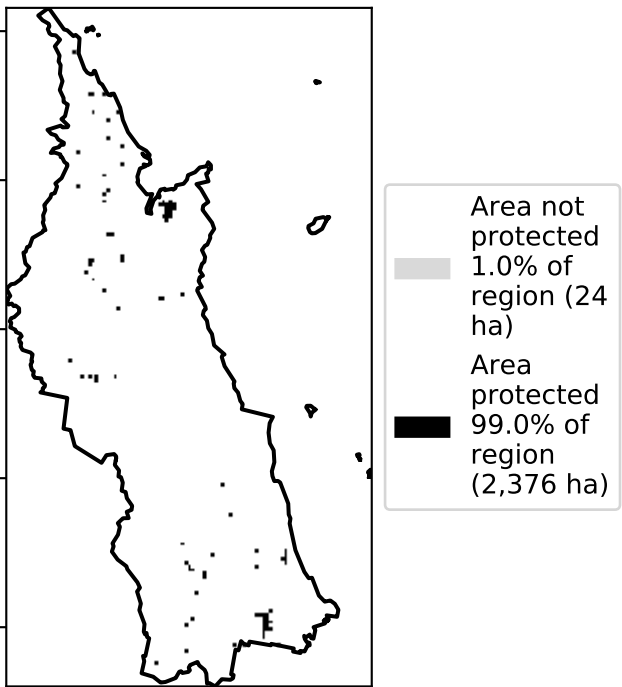 Area not
protected
1.0% of
region (24
ha)
Area
protected
99.0% of
region
(2,376 ha)